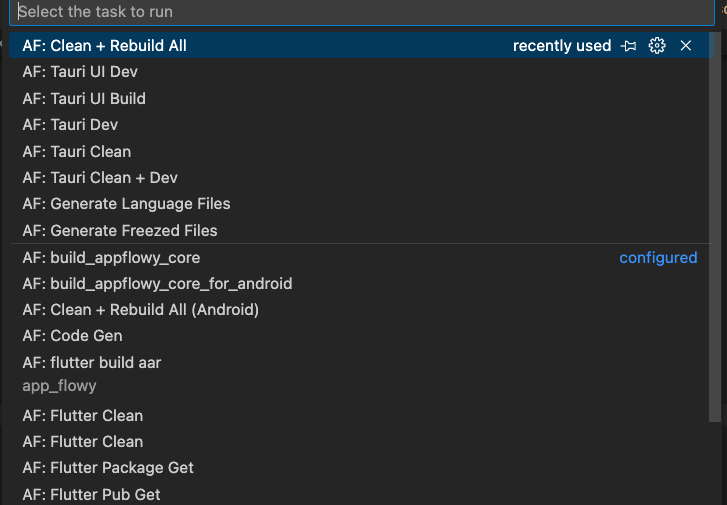 Select the task to run
AF: Clean + Rebuild All recently used
AF: Tauri UI Dev
AF: Tauri UI Build
AF: Tauri Dev
AF: Tauri Clean
AF: Tauri Clean + Dev
AF: Generate Language Files
AF: Generate Freezed Files
AF: build_appflowy_core configured
AF: build_appflowy_core_for_android
AF: Clean + Rebuild All (Android)
AF: Code Gen
AF: flutter build aar
app_flowy
AF: Flutter Clean
AF: Flutter Clean
AF: Flutter Package Get
AF: Flutter Pub Get